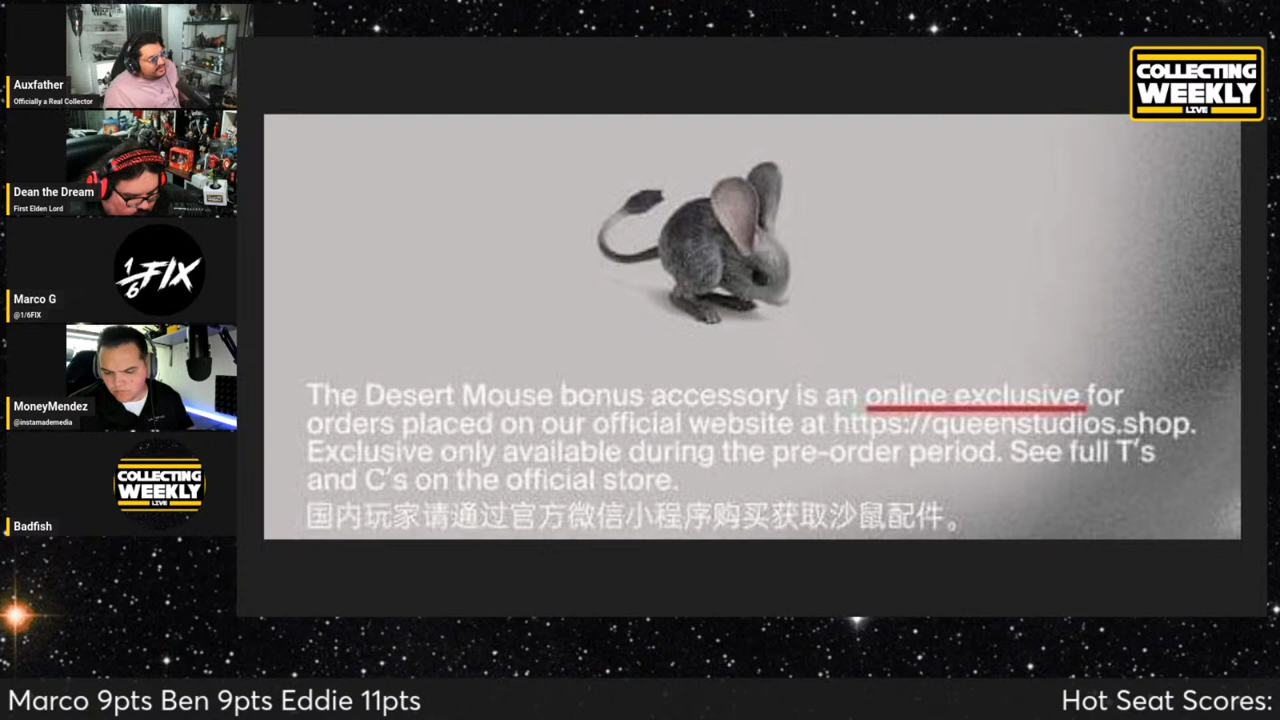 Auxfather
Officially a Real Collector
Dean the Dream
First Elden Lord
1/6 FIX
Marco G
@1/6FIX
MoneyMendez
@instamademedia
COLLECTING
WEEKLY
LIVE
Badfish
COLLECTING
WEEKLY
LIVE
The Desert Mouse bonus accessory is an online exclusive for
orders placed on our official website at https://queenstudios.shop.
Exclusive only available during the pre-order period. See full T's
and C's on the official store.
国内玩家请通过官方微信小程序购买获取沙鼠配件。
Marco 9pts Ben 9pts Eddie 11pts
Hot Seat Scores: